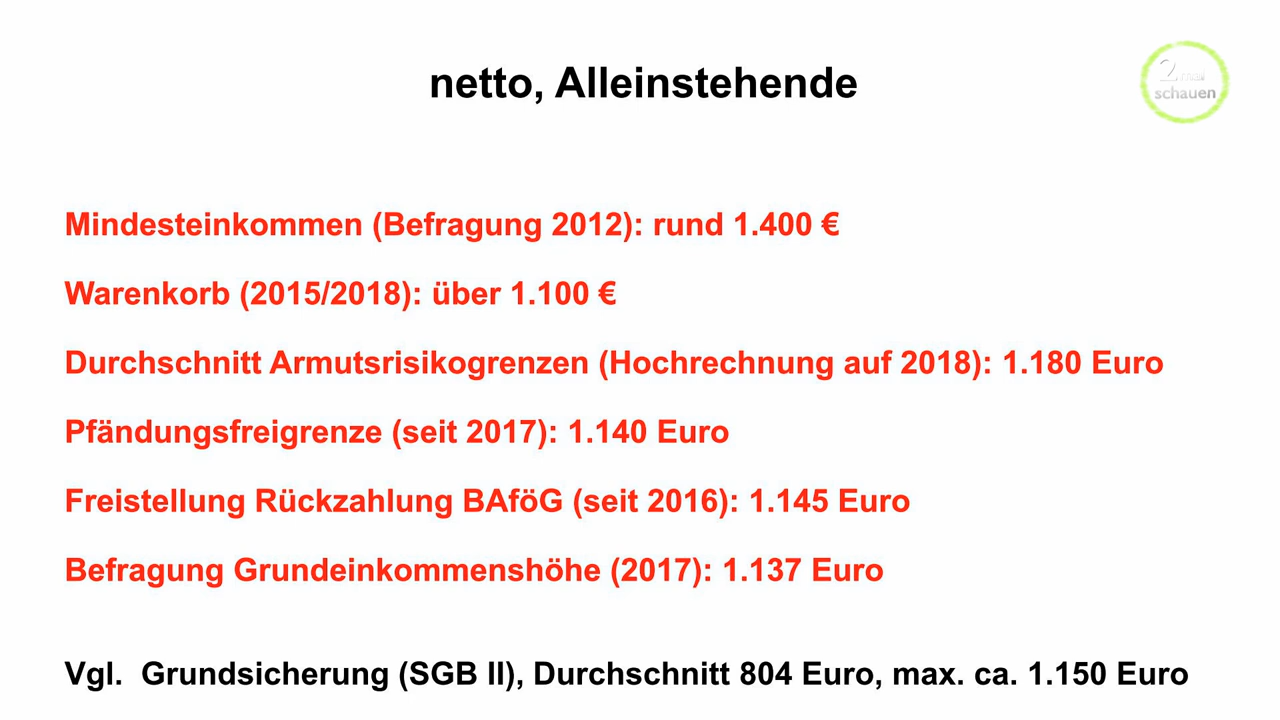 netto, Alleinstehende
2 mal
schauen
Mindesteinkommen (Befragung 2012): rund 1.400 €
Warenkorb (2015/2018): über 1.100 €
Durchschnitt Armutsrisikogrenzen (Hochrechnung auf 2018): 1.180 Euro
Pfändungsfreigrenze (seit 2017): 1.140 Euro
Freistellung Rückzahlung BAföG (seit 2016): 1.145 Euro
Befragung Grundeinkommenshöhe (2017): 1.137 Euro
Vgl. Grundsicherung (SGB II), Durchschnitt 804 Euro, max. ca. 1.150 Euro